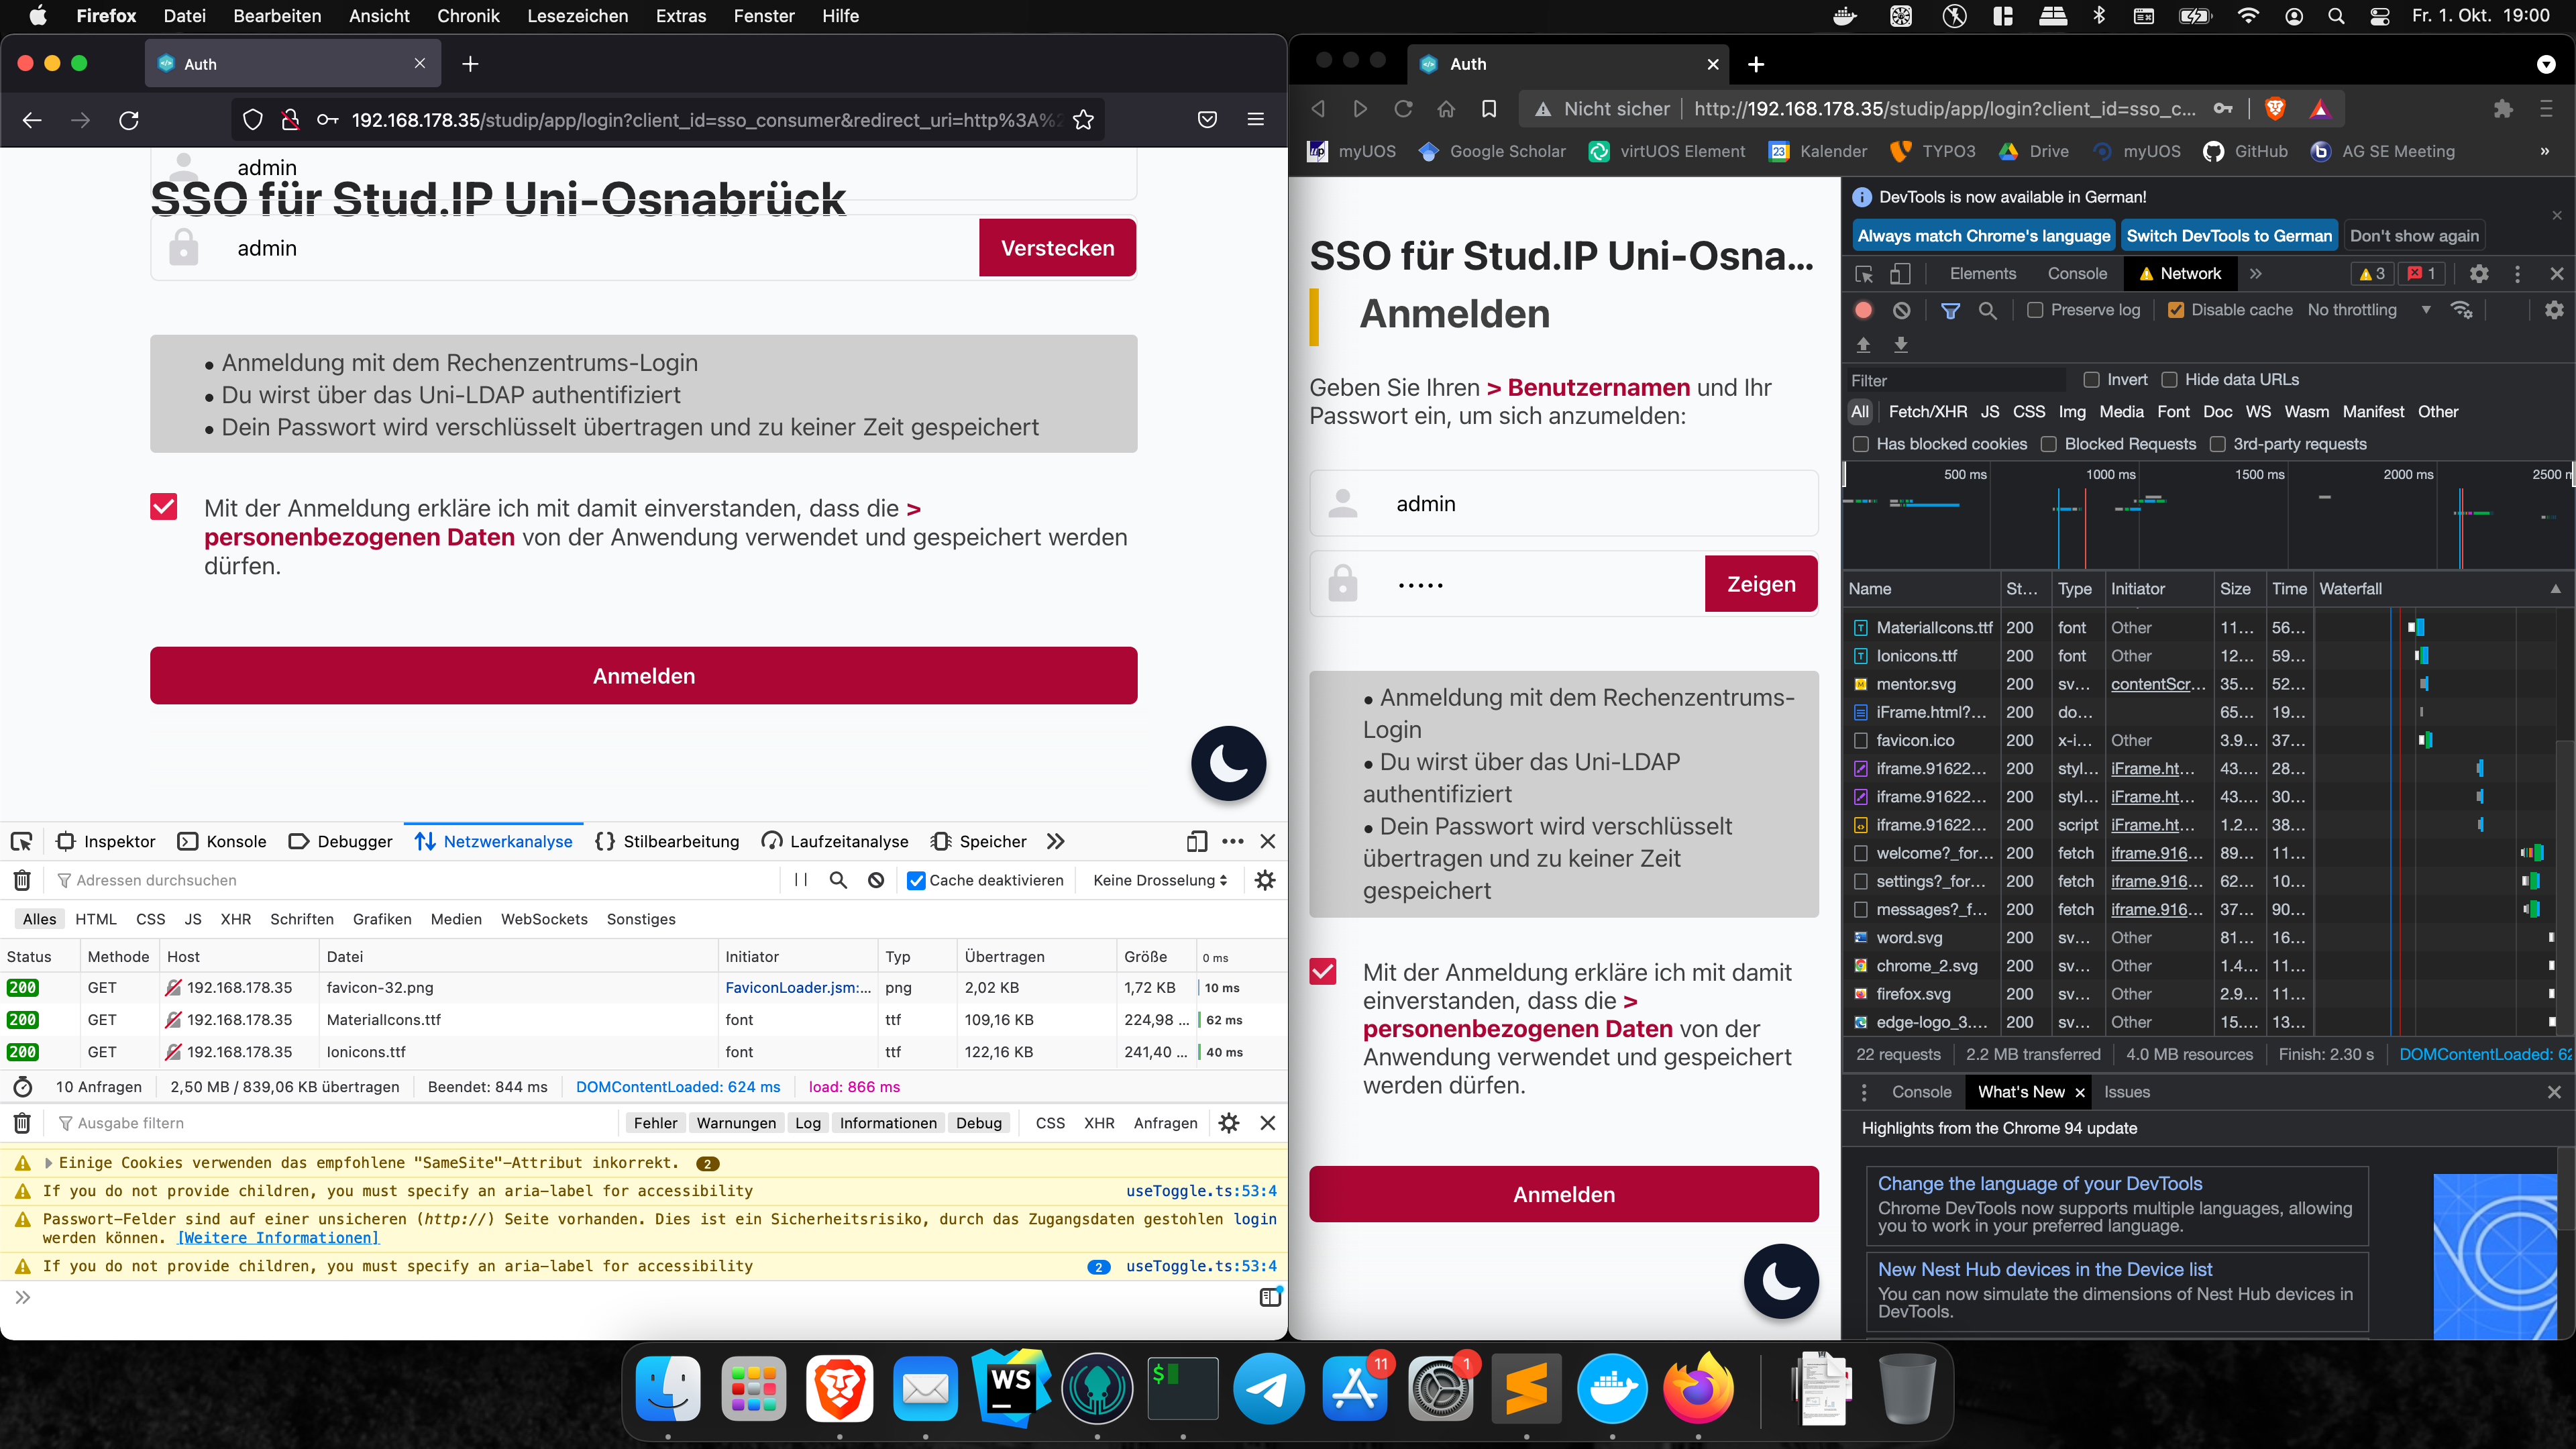 Firefox Datei Bearbeiten Ansicht Chronik Lesezeichen Extras Fenster Hilfe
Fr. 1. Okt. 19:00
Auth
192.168.178.35/studip/app/login?client_id=sso_consumer&redirect_uri=http%3A%2
admin
SSO für Stud.IP Uni-Osnabrück
admin
Verstecken
• Anmeldung mit dem Rechenzentrums-Login
• Du wirst über das Uni-LDAP authentifiziert
• Dein Passwort wird verschlüsselt übertragen und zu keiner Zeit gespeichert
Mit der Anmeldung erkläre ich mit damit einverstanden, dass die >
personenbezogenen Daten von der Anwendung verwendet und gespeichert werden
dürfen.
Anmelden
Inspektor Konsole Debugger Netzwerkanalyse Stilbearbeitung Laufzeitanalyse Speicher
Adressen durchsuchen
Cache deaktivieren Keine Drosselung
Alles HTML CSS JS XHR Schriften Grafiken Medien WebSockets Sonstiges
Status Methode Host Datei Initiator Typ Übertragen Größe 0 ms
200 GET 192.168.178.35 favicon-32.png FaviconLoader.jsm:... png 2,02 KB 1,72 KB 10 ms
200 GET 192.168.178.35 MaterialIcons.ttf font ttf 109,16 KB 224,98 ... 62 ms
200 GET 192.168.178.35 Ionicons.ttf font ttf 122,16 KB 241,40 ... 40 ms
10 Anfragen 2,50 MB / 839,06 KB übertragen Beendet: 844 ms DOMContentLoaded: 624 ms load: 866 ms
Ausgabe filtern
Fehler Warnungen Log Informationen Debug CSS XHR Anfragen
Einige Cookies verwenden das empfohlene "SameSite"-Attribut inkorrekt. 2
If you do not provide children, you must specify an aria-label for accessibility useToggle.ts:53:4
Passwort-Felder sind auf einer unsicheren (http://) Seite vorhanden. Dies ist ein Sicherheitsrisiko, durch das Zugangsdaten gestohlen login
werden können. [Weitere Informationen]
If you do not provide children, you must specify an aria-label for accessibility 2 useToggle.ts:53:4
Auth
Nicht sicher http://192.168.178.35/studip/app/login?client_id=sso_c...
myUOS Google Scholar virtUOS Element 23 Kalender TYPO3 Drive myUOS GitHub AG SE Meeting
SSO für Stud.IP Uni-Osna...
Anmelden
Geben Sie Ihren > Benutzernamen und Ihr
Passwort ein, um sich anzumelden:
admin
•••••
Zeigen
• Anmeldung mit dem Rechenzentrums-
Login
• Du wirst über das Uni-LDAP
authentifiziert
• Dein Passwort wird verschlüsselt
übertragen und zu keiner Zeit
gespeichert
Mit der Anmeldung erkläre ich mit damit
einverstanden, dass die >
personenbezogenen Daten von der
Anwendung verwendet und gespeichert
werden dürfen.
Anmelden
DevTools is now available in German!
Always match Chrome's language Switch DevTools to German Don't show again
Elements Console Network 3 1
Preserve log Disable cache No throttling
Filter Invert Hide data URLs
All Fetch/XHR JS CSS Img Media Font Doc WS Wasm Manifest Other
Has blocked cookies Blocked Requests 3rd-party requests
500 ms 1000 ms 1500 ms 2000 ms 2500 m
Name St... Type Initiator Size Time Waterfall
MaterialIcons.ttf 200 font Other 11... 56...
Ionicons.ttf 200 font Other 12... 59...
mentor.svg 200 sv... contentScr... 35... 52...
iFrame.html?... 200 do... 65... 19...
favicon.ico 200 x-i... Other 3.9... 37...
iframe.91622... 200 styl... iFrame.ht... 43.... 28...
iframe.91622... 200 styl... iFrame.ht... 43.... 30...
iframe.91622... 200 script iFrame.ht... 1.2... 38...
welcome?_for... 200 fetch iframe.916... 89... 11...
settings?_for... 200 fetch iframe.916... 62... 10...
messages?_f... 200 fetch iframe.916... 37... 90...
word.svg 200 sv... Other 81... 16...
chrome_2.svg 200 sv... Other 1.4... 11...
firefox.svg 200 sv... Other 2.9... 11...
edge-logo_3.... 200 sv... Other 15.... 13...
22 requests 2.2 MB transferred 4.0 MB resources Finish: 2.30 s DOMContentLoaded: 62
Console What's New Issues
Highlights from the Chrome 94 update
Change the language of your DevTools
Chrome DevTools now supports multiple languages, allowing
you to work in your preferred language.
New Nest Hub devices in the Device list
You can now simulate the dimensions of Nest Hub devices in
DevTools.
WS
$
11
1